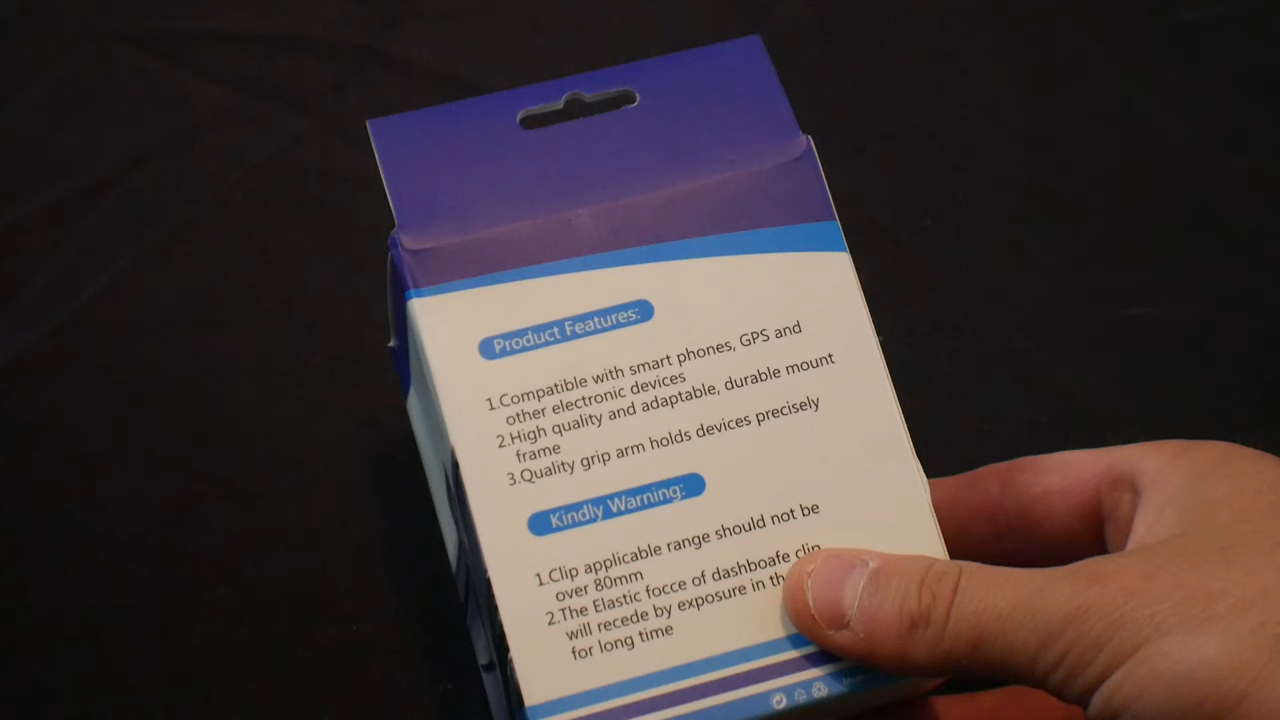 Product Features:
1.Compatible with smart phones, GPS and
other electronic devices
2.High quality and adaptable, durable mount
frame
3.Quality grip arm holds devices precisely
Kindly Warning:
1.Clip applicable range should not be
over 80mm
2.The Elastic focce of dashboafe clip
will recede by exposure in
for long time